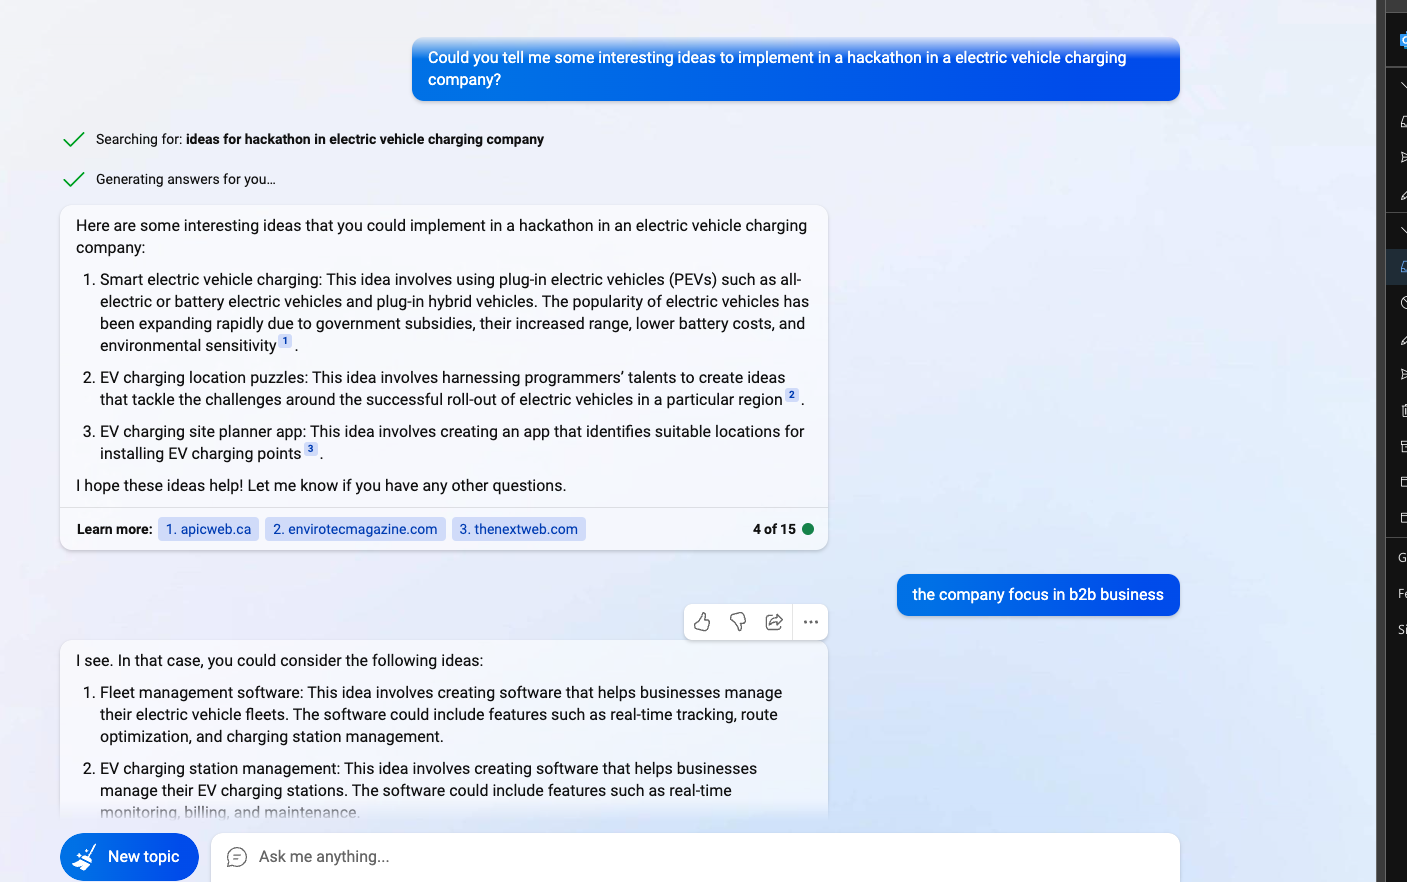 Could you tell me some interesting ideas to implement in a hackathon in a electric vehicle charging
company?
Searching for: ideas for hackathon in electric vehicle charging company
Generating answers for you...
Here are some interesting ideas that you could implement in a hackathon in an electric vehicle charging
company:
1. Smart electric vehicle charging: This idea involves using plug-in electric vehicles (PEVs) such as all-
electric or battery electric vehicles and plug-in hybrid vehicles. The popularity of electric vehicles has
been expanding rapidly due to government subsidies, their increased range, lower battery costs, and
environmental sensitivity 1 .
2. EV charging location puzzles: This idea involves harnessing programmers’ talents to create ideas
that tackle the challenges around the successful roll-out of electric vehicles in a particular region 2 .
3. EV charging site planner app: This idea involves creating an app that identifies suitable locations for
installing EV charging points 3 .
I hope these ideas help! Let me know if you have any other questions.
Learn more: 1. apicweb.ca 2. envirotecmagazine.com 3. thenextweb.com 4 of 15
the company focus in b2b business
I see. In that case, you could consider the following ideas:
1. Fleet management software: This idea involves creating software that helps businesses manage
their electric vehicle fleets. The software could include features such as real-time tracking, route
optimization, and charging station management.
2. EV charging station management: This idea involves creating software that helps businesses
manage their EV charging stations. The software could include features such as real-time
monitoring, billing, and maintenance.
New topic
Ask me anything...
G
Fe
Si